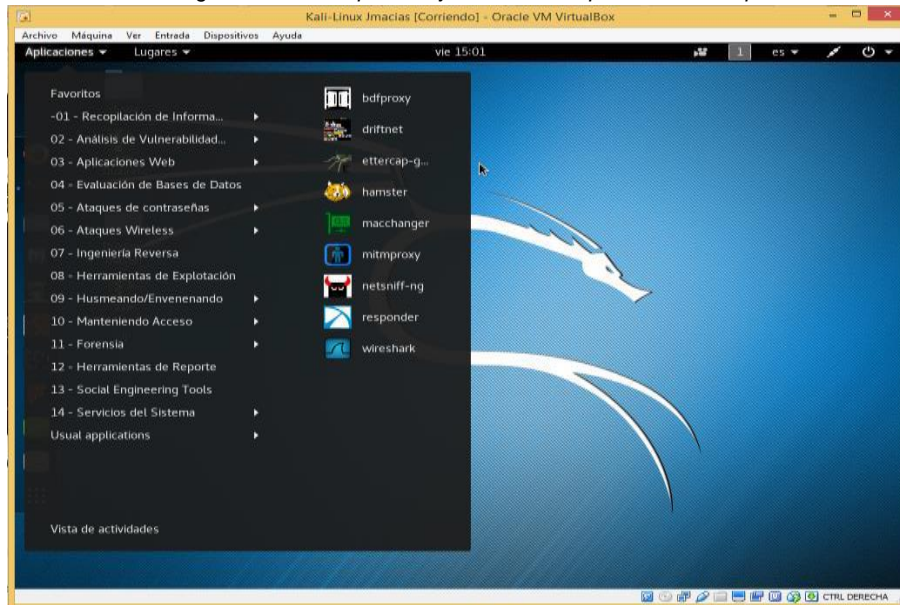 Kali-Linux Jmacias [Corriendo] - Oracle VM VirtualBox
Archivo Máquina Ver Entrada Dispositivos Ayuda
Aplicaciones Lugares vie 15:01 1 es
Favoritos
-01 - Recopilación de Informa...
02 - Análisis de Vulnerabilidad...
03 - Aplicaciones Web
04 - Evaluación de Bases de Datos
05 - Ataques de contraseñas
06 - Ataques Wireless
07 - Ingeniería Reversa
08 - Herramientas de Explotación
09 - Husmeando/Envenenando
10 - Manteniendo Acceso
11 - Forensia
12 - Herramientas de Reporte
13 - Social Engineering Tools
14 - Servicios del Sistema
Usual applications
Vista de actividades
bdfproxy
driftnet
ettercap-g...
hamster
macchanger
mitmproxy
netsniff-ng
responder
wireshark
CTRL DERECHA